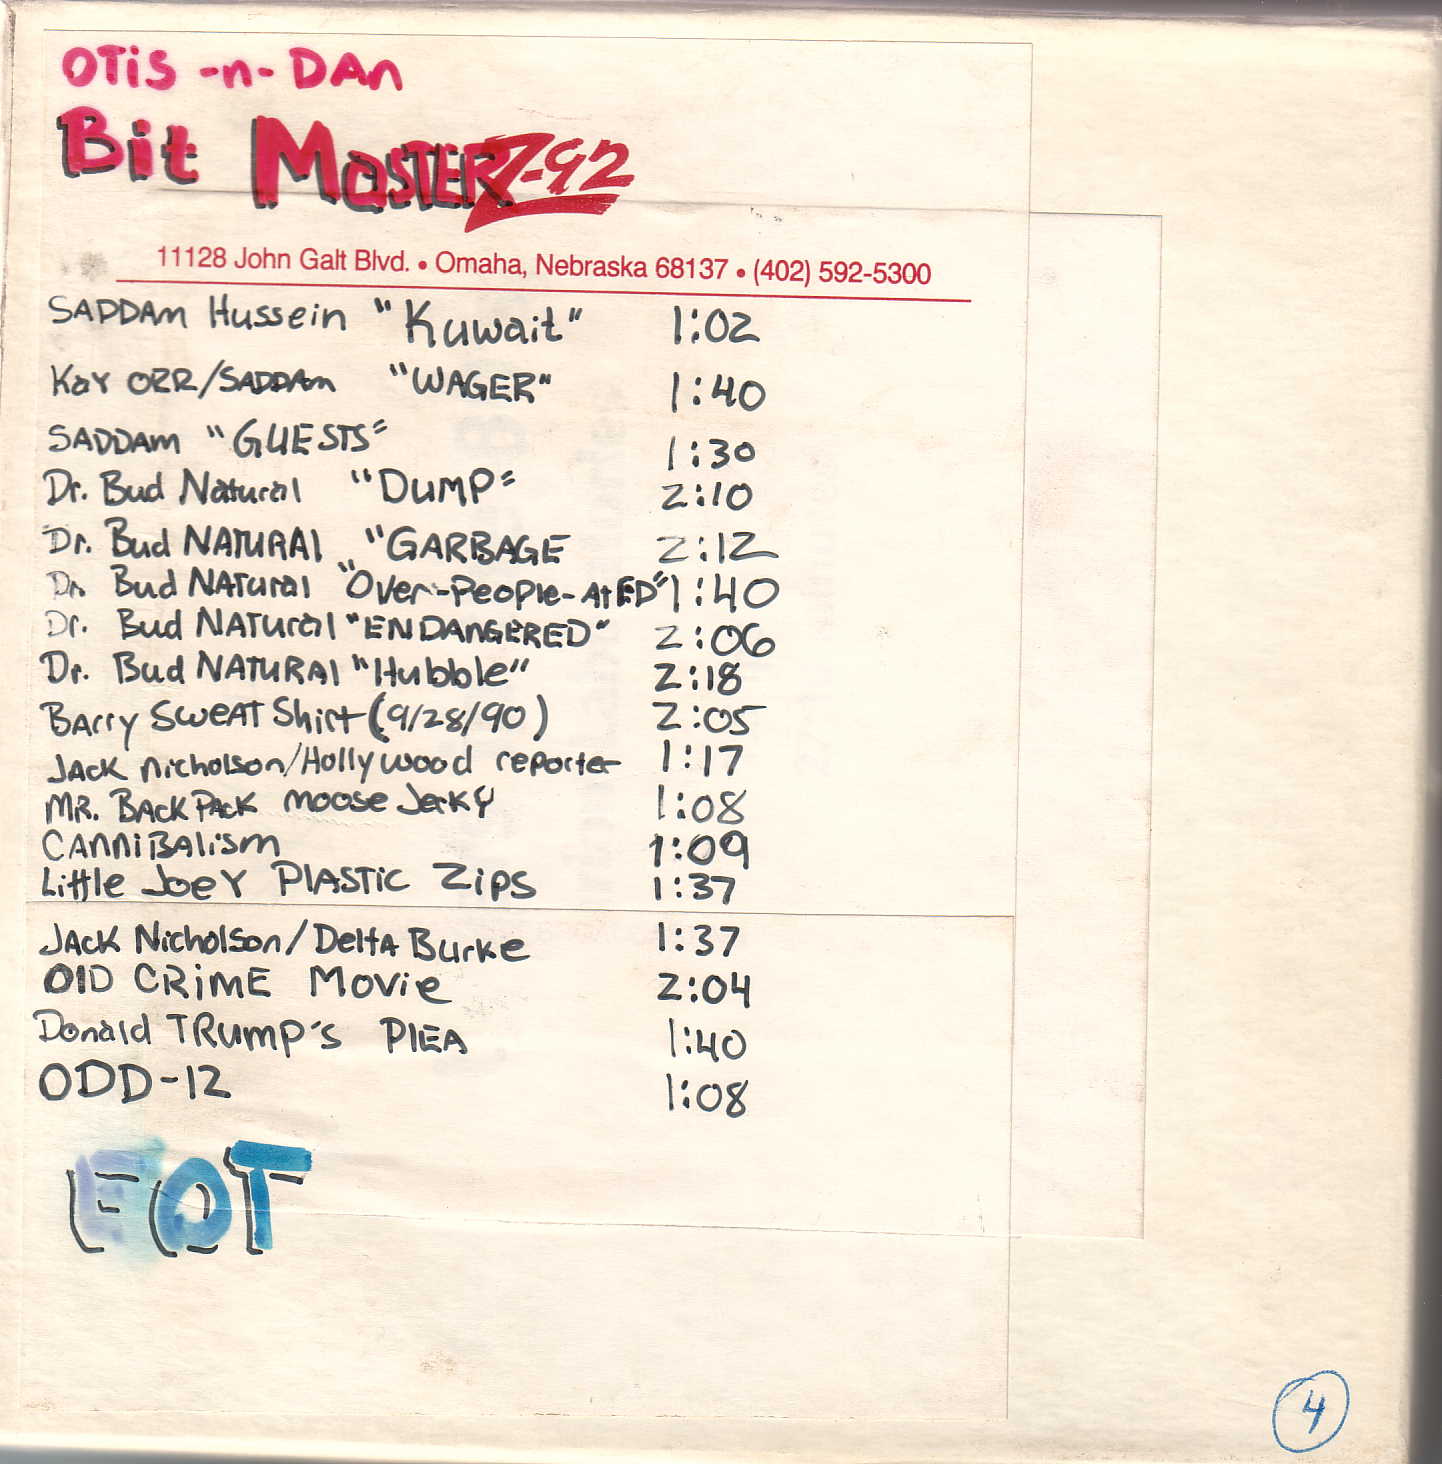 OTiS -n- DAn
Bit MaSTER Z-92
11128 John Galt Blvd. • Omaha, Nebraska 68137 • (402) 592-5300
SADDAm Hussein "Kuwait" 1:02
KaY ORR/SADDAm "WAGER" 1:40
SADDAm "GUESTS" 1:30
Dr. Bud Natural "DumP" 2:10
Dr. Bud NATURAl "GARBAGE 2:12
Dr. Bud NATural "Over-PeoPle-AtED" 1:40
Dr. Bud NATural "ENDANGERED" 2:06
Dr. Bud NATURAl "Hubble" 2:18
BArry SweAT Shirt (9/28/90) 2:05
JAcK nicholson/Hollywood reporter 1:17
MR. BAcKPAcK moose JerKy 1:08
CAnniBAlism 1:09
Little JoeY PlASTic Zips 1:37
JAcK Nicholson/DeltA BurKe 1:37
OlD CRiME Movie 2:04
Donald TRump's PlEA 1:40
ODD-12 1:08
EOT
4